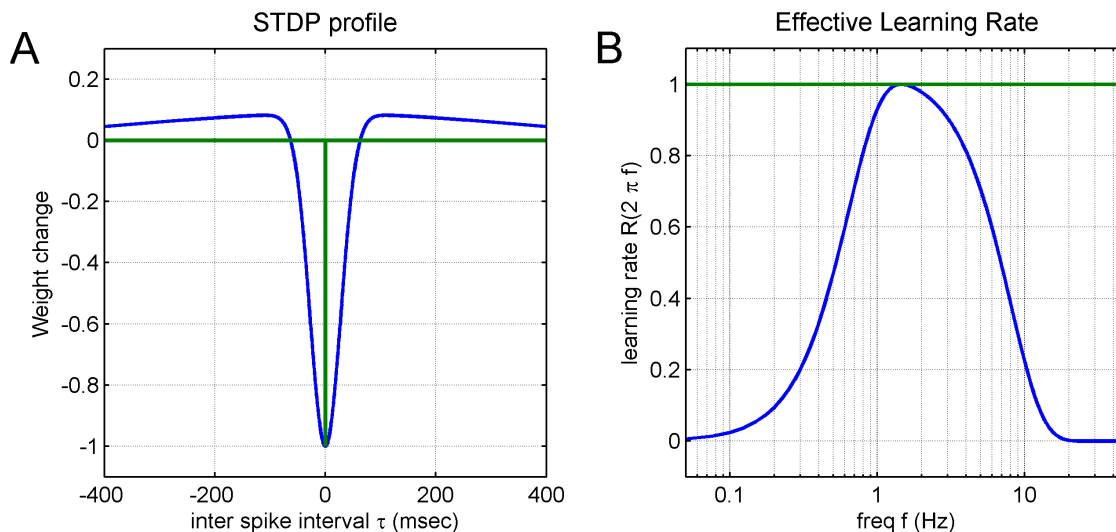 A
STDP profile
Weight change
0.2
0
-0.2
-0.4
-0.6
-0.8
-1
-400
-200
0
200
400
inter spike interval τ (msec)
B
Effective Learning Rate
learning rate R(2 π f)
1
0.8
0.6
0.4
0.2
0
0.1
1
10
freq f (Hz)